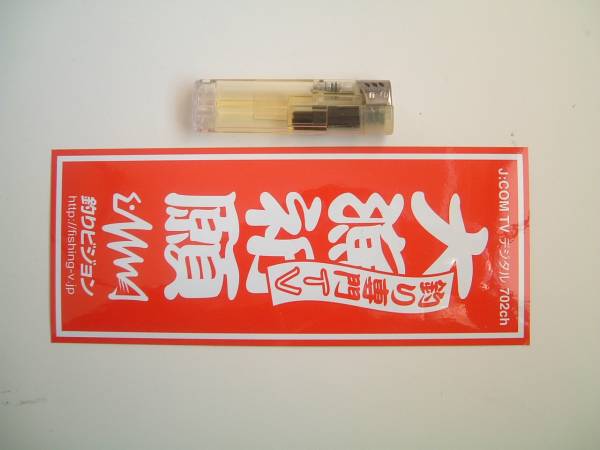 J:COM TV デジタル 702ch
大漁祈願
釣り専門TV
釣りビジョン
http://fishing-v.jp